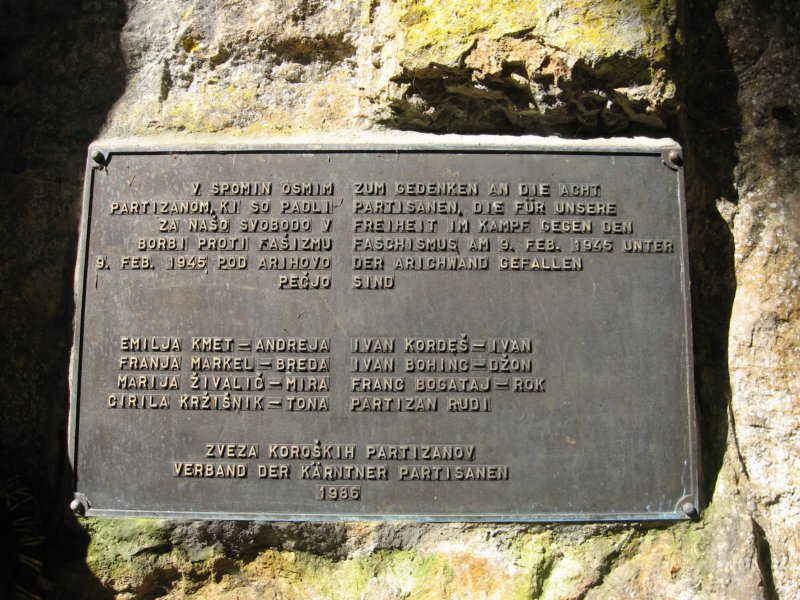 V SPOMIN OSMIM
PARTIZANOM, KI SO PADLI
ZA NAŠO SVOBODO V
BORBI PROTI FAŠIZMU
9. FEB. 1945 POD ARIHOVO
PEČJO
ZUM GEDENKEN AN DIE ACHT
PARTISANEN, DIE FÜR UNSERE
FREIHEIT IM KAMPF GEGEN DEN
FASCHISMUS AM 9. FEB. 1945 UNTER
DER ARICHWAND GEFALLEN
SIND
EMILJA KMET–ANDREJA
FRANJA MARKEL–BREDA
MARIJA ŽIVALIČ–MIRA
CIRILA KRŽIŠNIK–TONA
IVAN KORDEŠ–IVAN
IVAN BOHINC–DŽON
FRANC BOGATAJ–ROK
PARTIZAN RUDI
ZVEZA KOROŠKIH PARTIZANOV
VERBAND DER KÄRNTNER PARTISANEN
1986